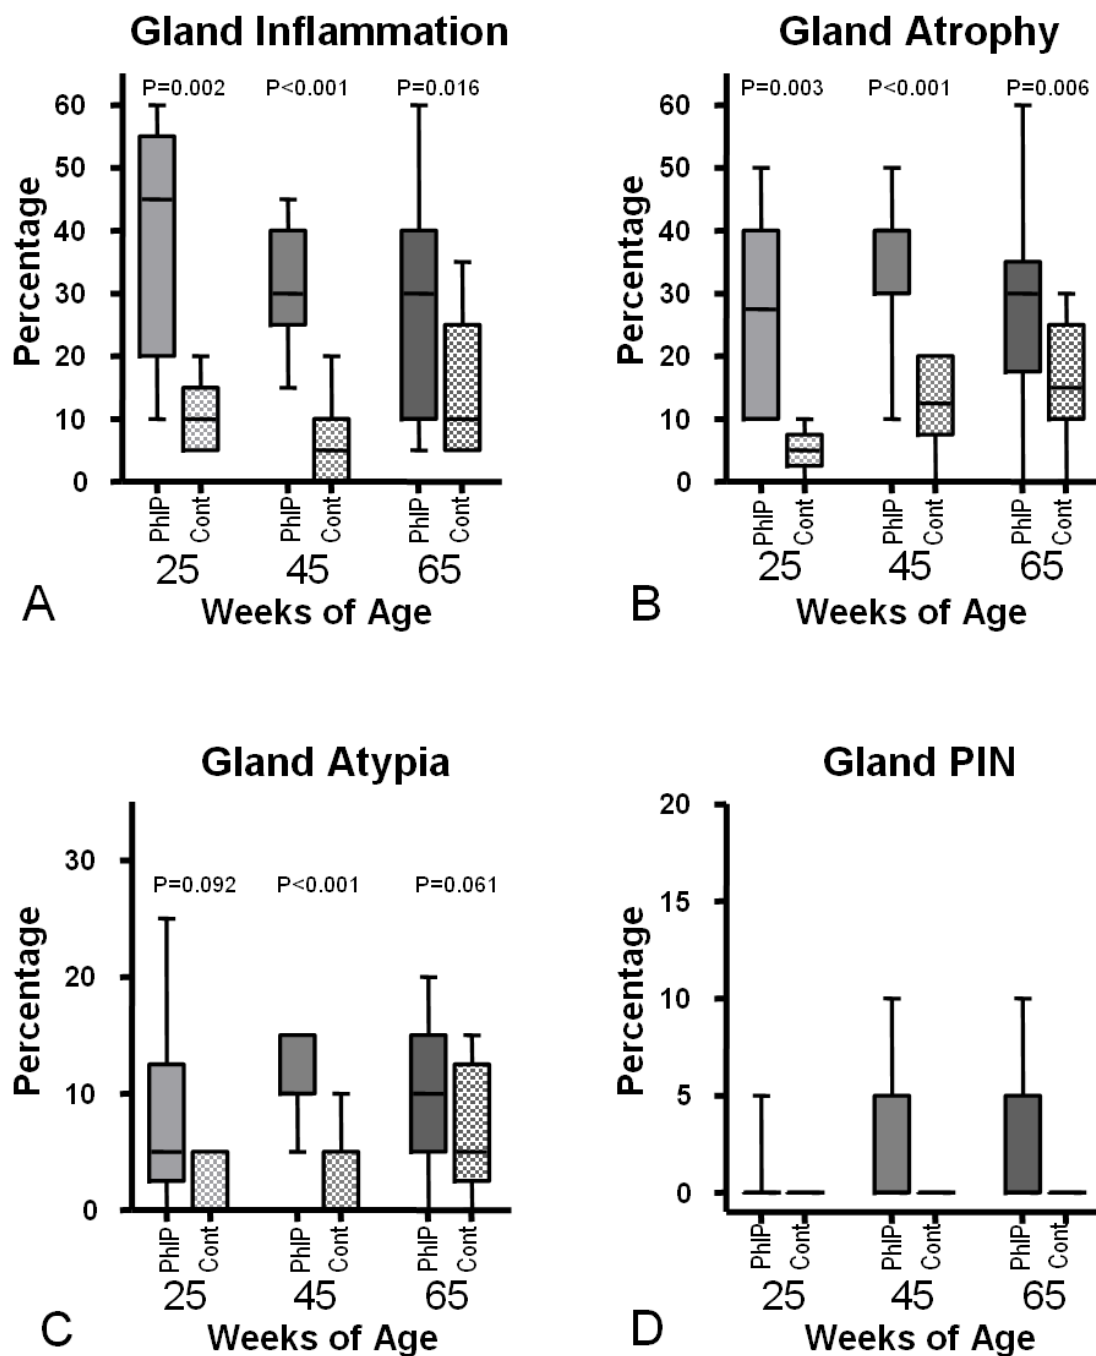 Gland Inflammation
P=0.002 P<0.001 P=0.016
60
50
40
30
20
10
0
Percentage
PhIP Cont PhIP Cont PhIP Cont
25 45 65
Weeks of Age
A
Gland Atrophy
P=0.003 P<0.001 P=0.006
60
50
40
30
20
10
0
Percentage
PhIP Cont PhIP Cont PhIP Cont
25 45 65
Weeks of Age
B
Gland Atypia
P=0.092 P<0.001 P=0.061
30
20
10
0
Percentage
PhIP Cont PhIP Cont PhIP Cont
25 45 65
Weeks of Age
C
Gland PIN
20
15
10
5
0
Percentage
PhIP Cont PhIP Cont PhIP Cont
25 45 65
Weeks of Age
D